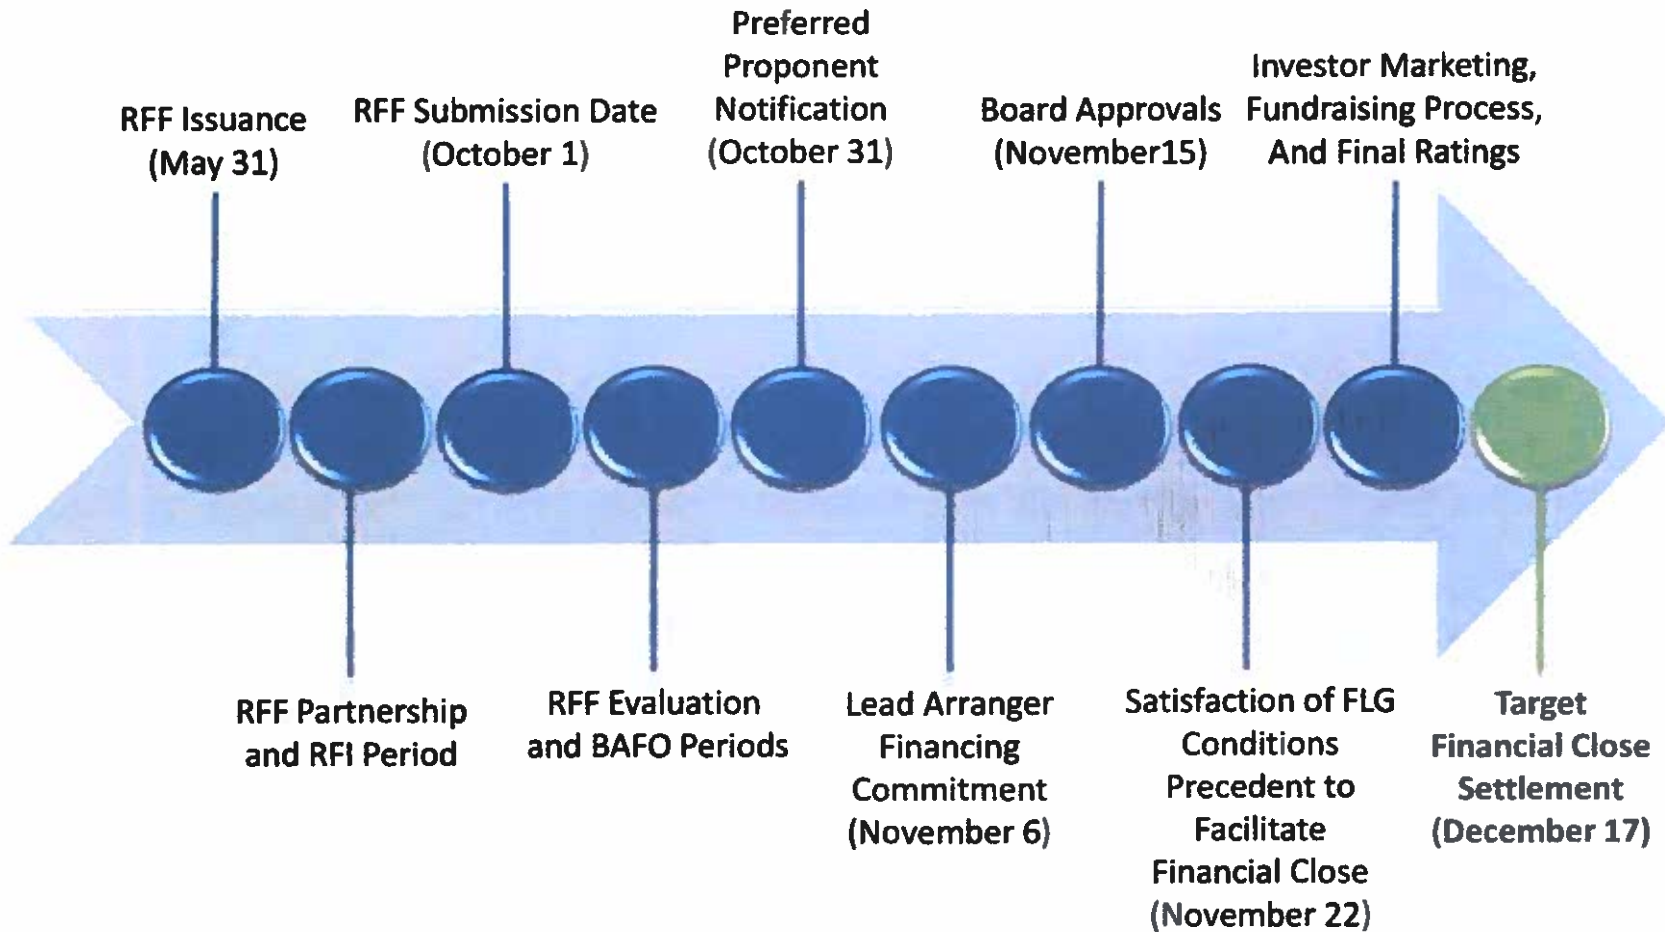 RFF Issuance
(May 31)
RFF Partnership
and RFI Period
RFF Submission Date
(October 1)
RFF Evaluation
and BAFO Periods
Preferred
Proponent
Notification
(October 31)
Lead Arranger
Financing
Commitment
(November 6)
Board Approvals
(November15)
Satisfaction of FLG
Conditions
Precedent to
Facilitate
Financial Close
(November 22)
Investor Marketing,
Fundraising Process,
And Final Ratings
Target
Financial Close
Settlement
(December 17)